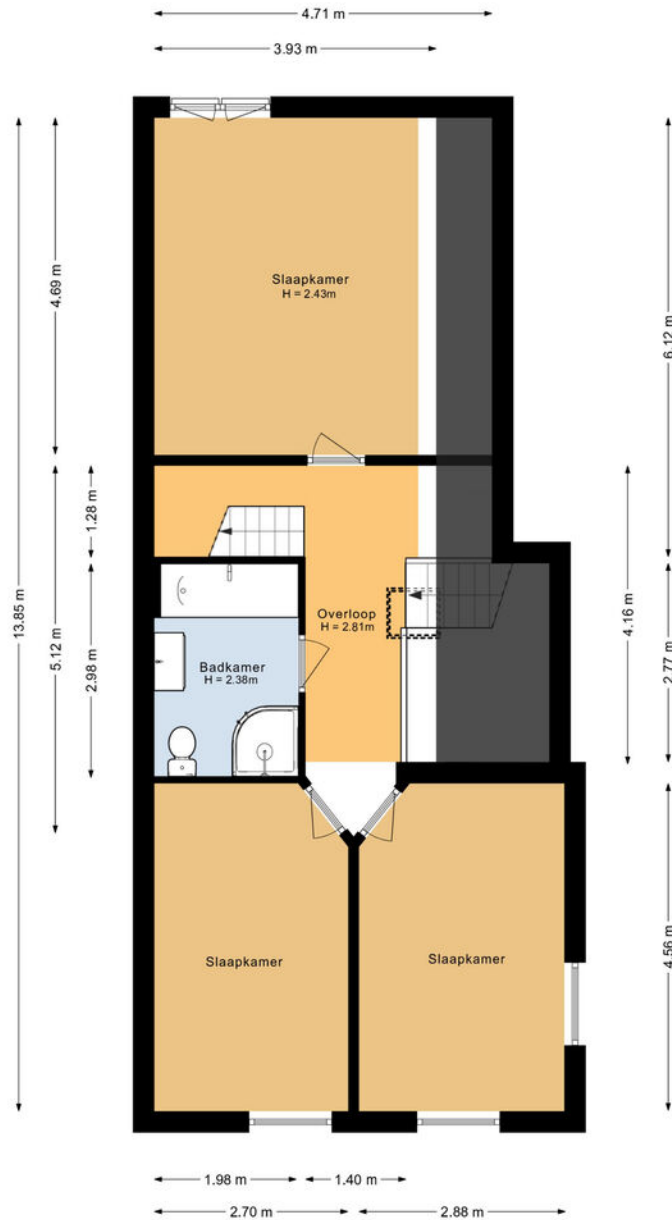 4.71 m
3.93 m
13.85 m
4.69 m
6.12 m
Slaapkamer
H = 2.43m
1.28 m
5.12 m
2.98 m
4.16 m
2.77 m
Overloop
H = 2.81m
Badkamer
H = 2.38m
4.56 m
Slaapkamer
Slaapkamer
1.98 m
1.40 m
2.70 m
2.88 m